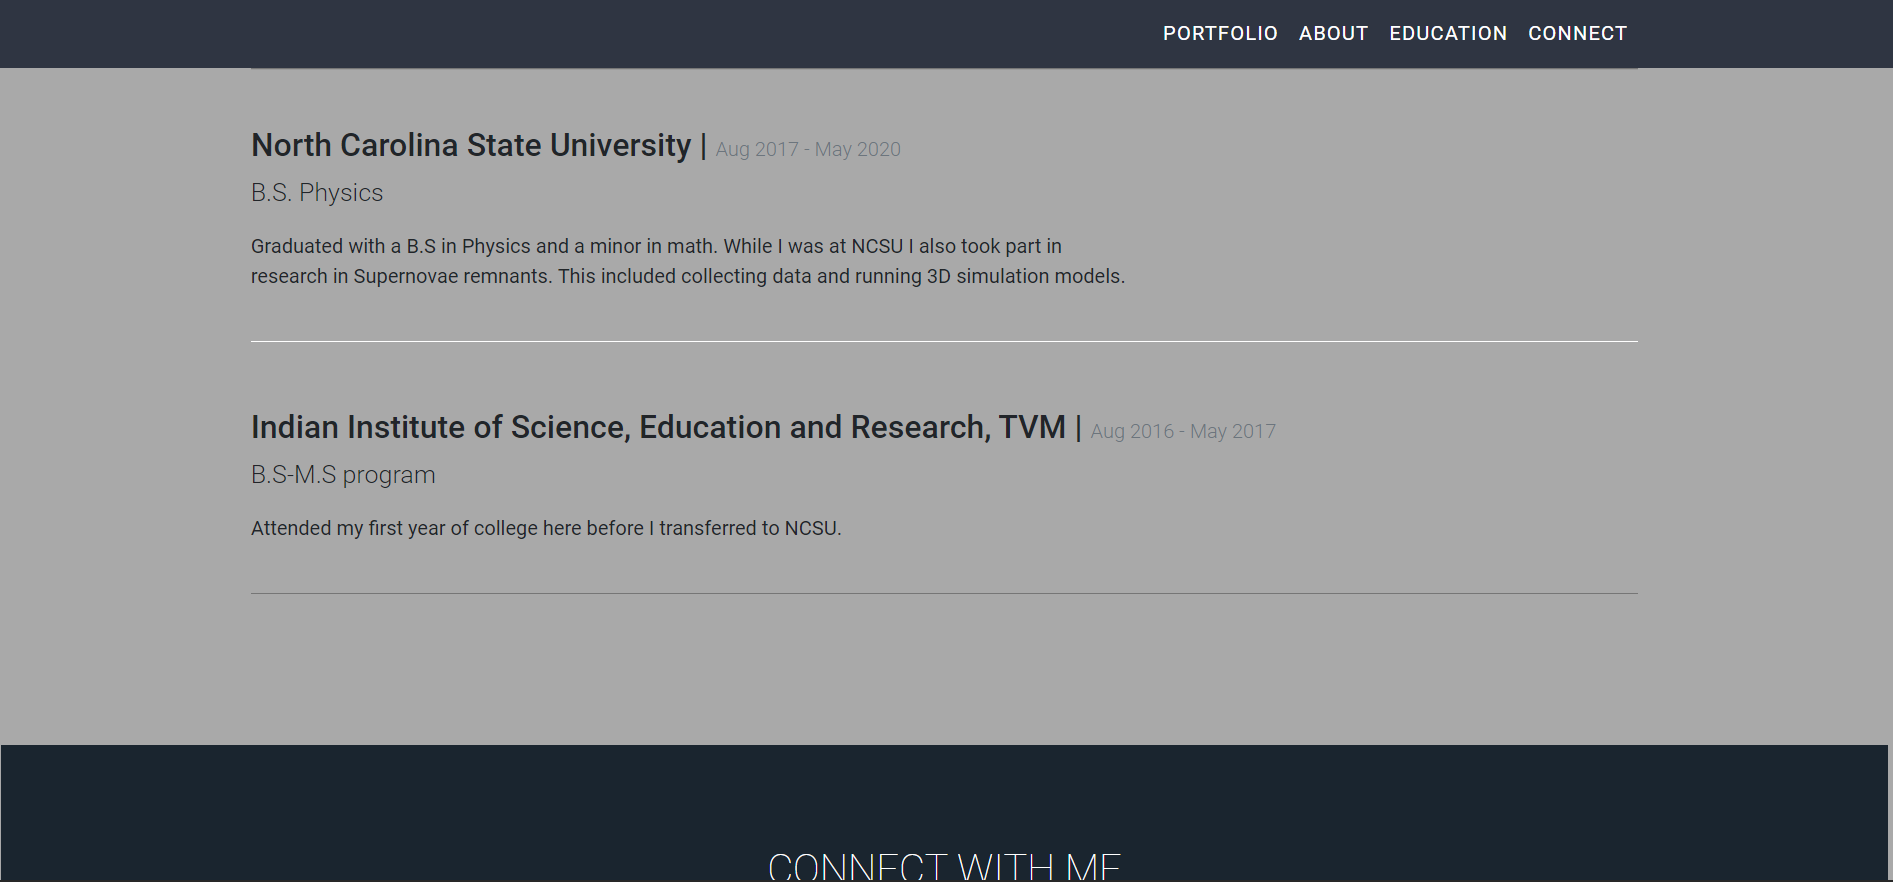 PORTFOLIO ABOUT EDUCATION CONNECT
North Carolina State University | Aug 2017 - May 2020
B.S. Physics
Graduated with a B.S in Physics and a minor in math. While I was at NCSU I also took part in
research in Supernovae remnants. This included collecting data and running 3D simulation models.
Indian Institute of Science, Education and Research, TVM | Aug 2016 - May 2017
B.S-M.S program
Attended my first year of college here before I transferred to NCSU.
CONNECT WITH ME